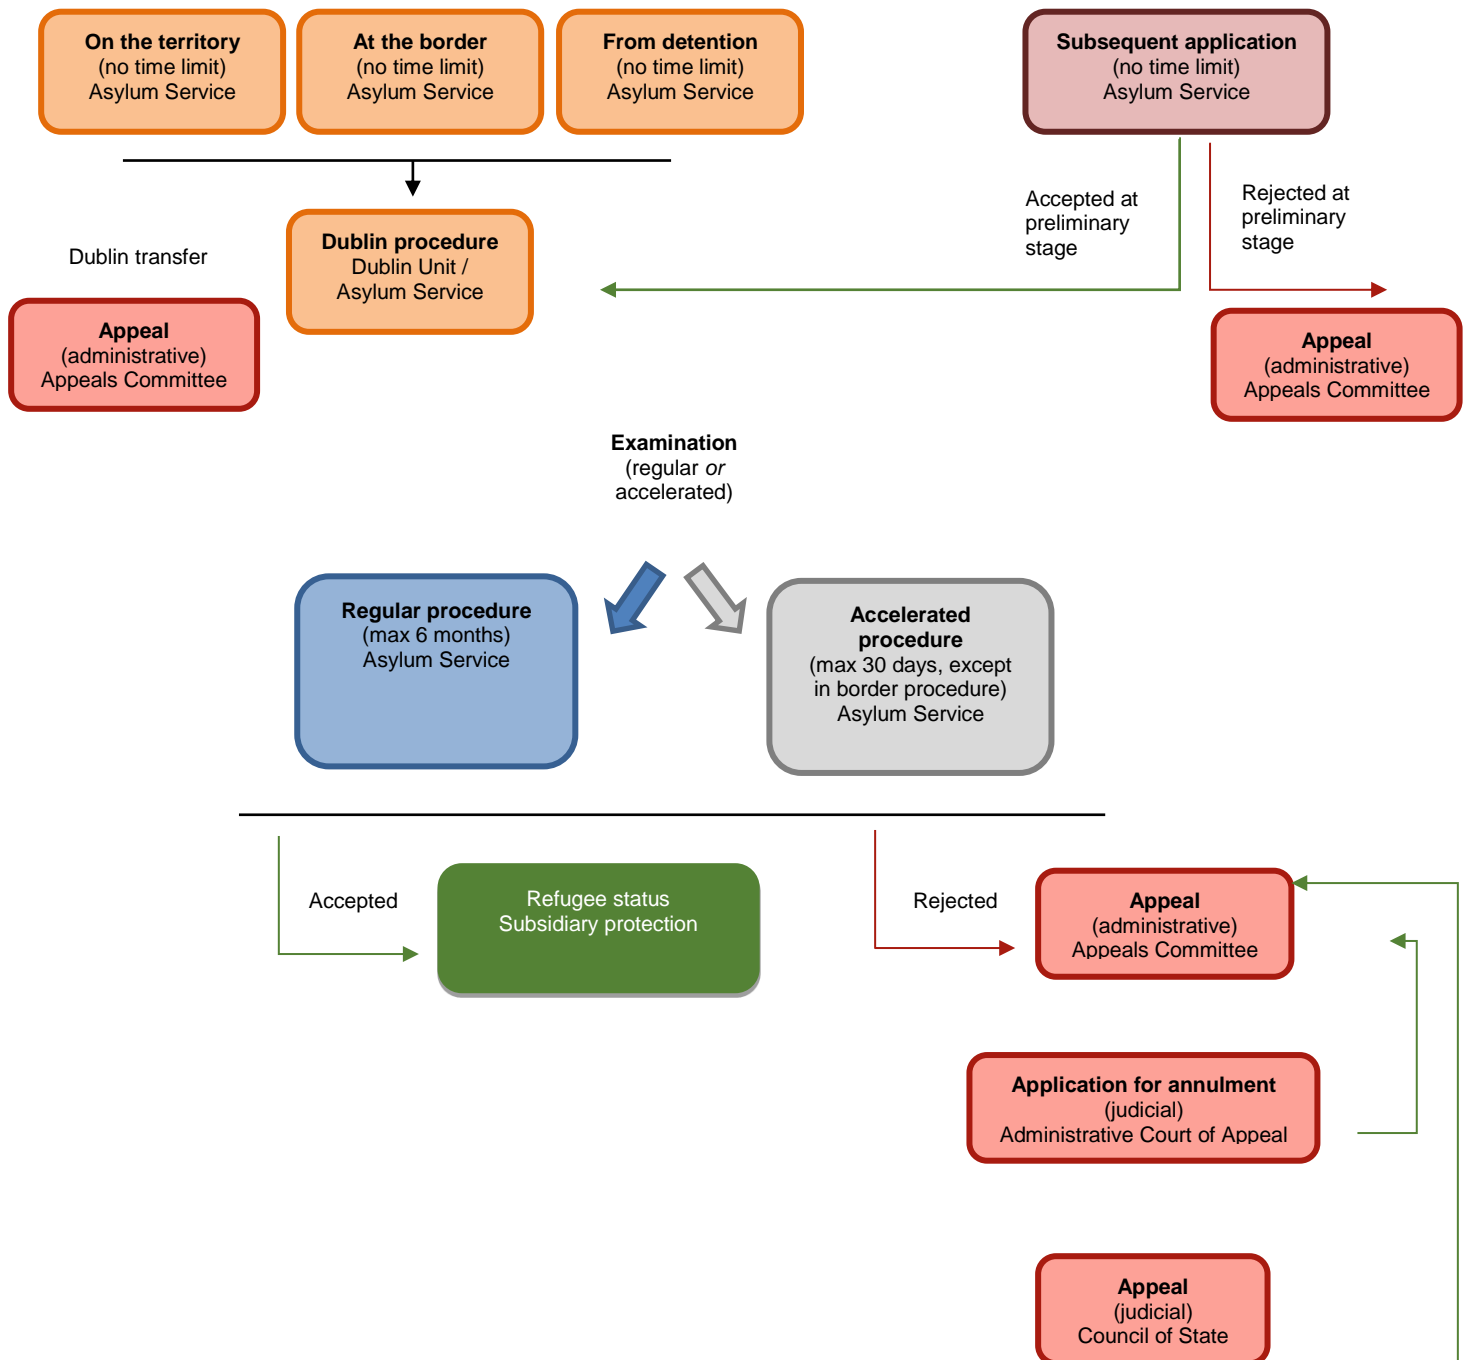 On the territory
(no time limit)
Asylum Service
At the border
(no time limit)
Asylum Service
From detention
(no time limit)
Asylum Service
Subsequent application
(no time limit)
Asylum Service
Accepted at
preliminary
stage
Rejected at
preliminary
stage
Dublin transfer
Dublin procedure
Dublin Unit /
Asylum Service
Appeal
(administrative)
Appeals Committee
Appeal
(administrative)
Appeals Committee
Examination
(regular or
accelerated)
Regular procedure
(max 6 months)
Asylum Service
Accelerated
procedure
(max 30 days, except
in border procedure)
Asylum Service
Accepted
Refugee status
Subsidiary protection
Rejected
Appeal
(administrative)
Appeals Committee
Application for annulment
(judicial)
Administrative Court of Appeal
Appeal
(judicial)
Council of State